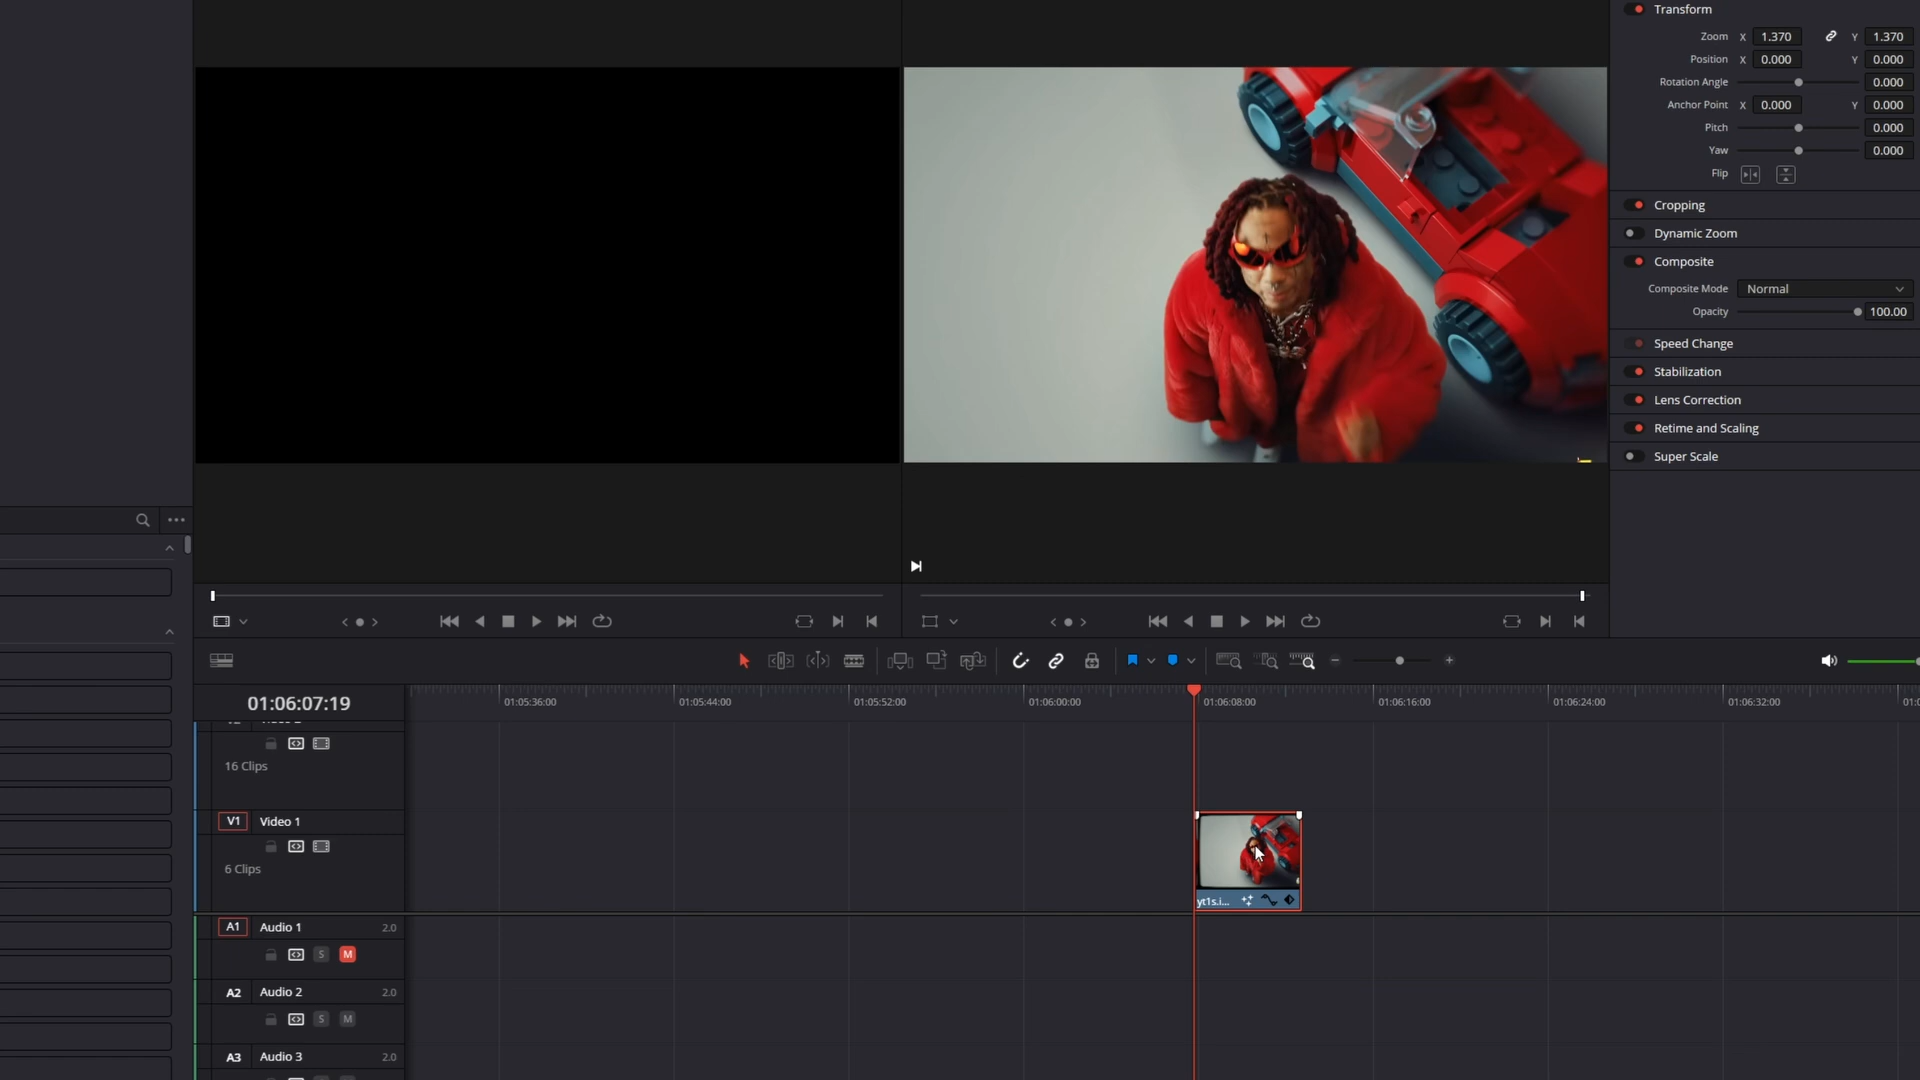 Transform
Zoom X 1.370 Y 1.370
Position X 0.000 Y 0.000
Rotation Angle 0.000
Anchor Point X 0.000 Y 0.000
Pitch 0.000
Yaw 0.000
Flip
Cropping
Dynamic Zoom
Composite
Composite Mode Normal
Opacity 100.00
Speed Change
Stabilization
Lens Correction
Retime and Scaling
Super Scale
01:06:07:19
01:05:36:00 01:05:44:00 01:05:52:00 01:06:00:00 01:06:08:00 01:06:16:00 01:06:24:00 01:06:32:00
16 Clips
V1 Video 1
6 Clips
yt1s.i...
A1 Audio 1 2.0
S M
A2 Audio 2 2.0
S M
A3 Audio 3 2.0